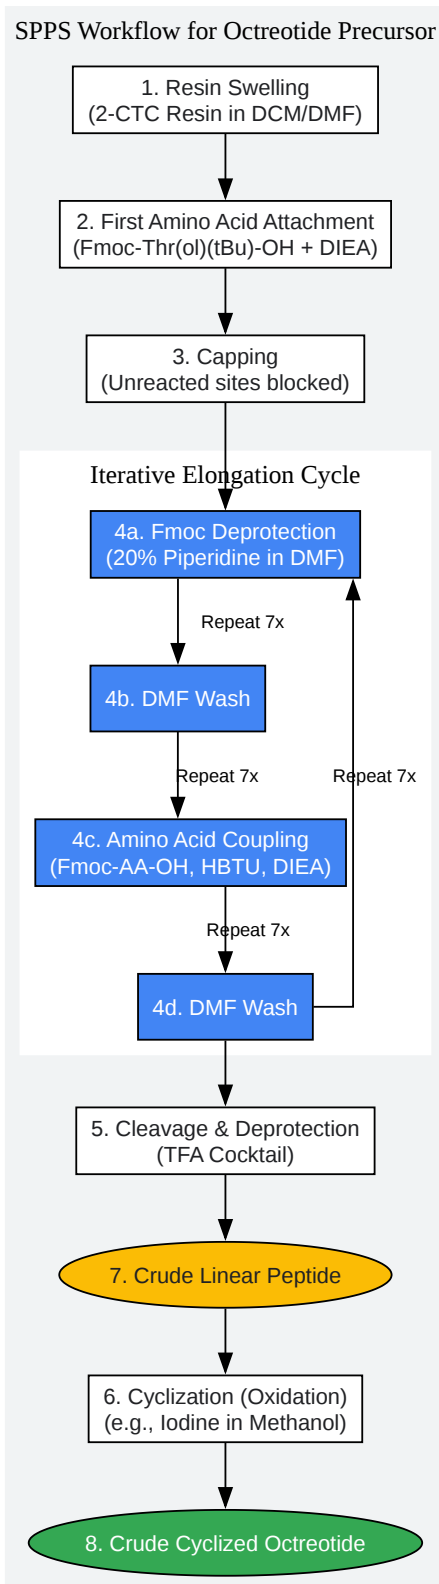 SPPS Workflow for Octreotide Precursor
1. Resin Swelling
(2-CTC Resin in DCM/DMF)
2. First Amino Acid Attachment
(Fmoc-Thr(ol)(tBu)-OH + DIEA)
3. Capping
(Unreacted sites blocked)
Iterative Elongation Cycle
4a. Fmoc Deprotection
(20% Piperidine in DMF)
Repeat 7x
4b. DMF Wash
Repeat 7x
Repeat 7x
4c. Amino Acid Coupling
(Fmoc-AA-OH, HBTU, DIEA)
Repeat 7x
4d. DMF Wash
5. Cleavage & Deprotection
(TFA Cocktail)
7. Crude Linear Peptide
6. Cyclization (Oxidation)
(e.g., Iodine in Methanol)
8. Crude Cyclized Octreotide